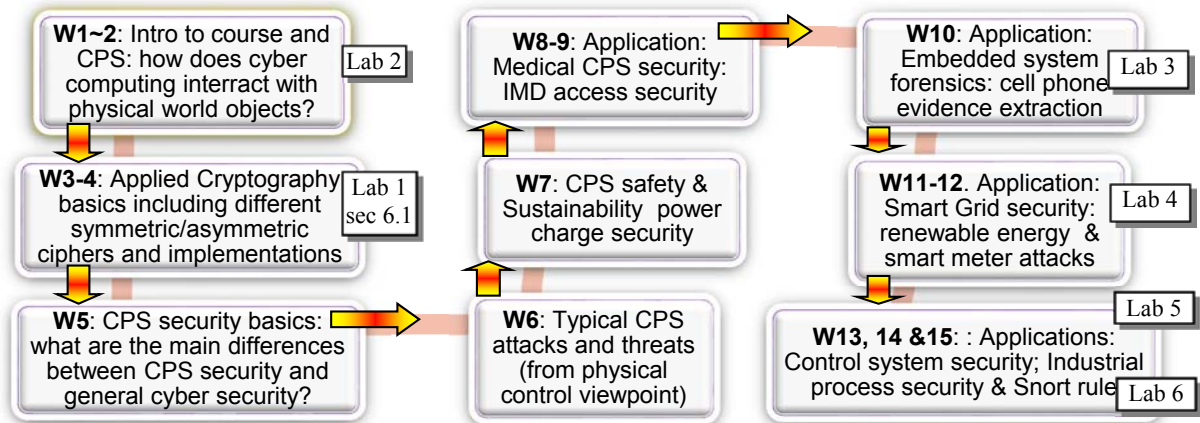 W1~2: Intro to course and
CPS: how does cyber
computing interract with
physical world objects?
Lab 2
W3-4: Applied Cryptography
basics including different
symmetric/asymmetric
ciphers and implementations
Lab 1
sec 6.1
W5: CPS security basics:
what are the main differences
between CPS security and
general cyber security?
W6: Typical CPS
attacks and threats
(from physical
control viewpoint)
W7: CPS safety &
Sustainability power
charge security
W8-9: Application:
Medical CPS security:
IMD access security
W10: Application:
Embedded system
forensics: cell phone
evidence extraction
Lab 3
W11-12. Application:
Smart Grid security:
renewable energy &
smart meter attacks
Lab 4
W13, 14 &15: : Applications:
Control system security; Industrial
process security & Snort rule
Lab 5
Lab 6